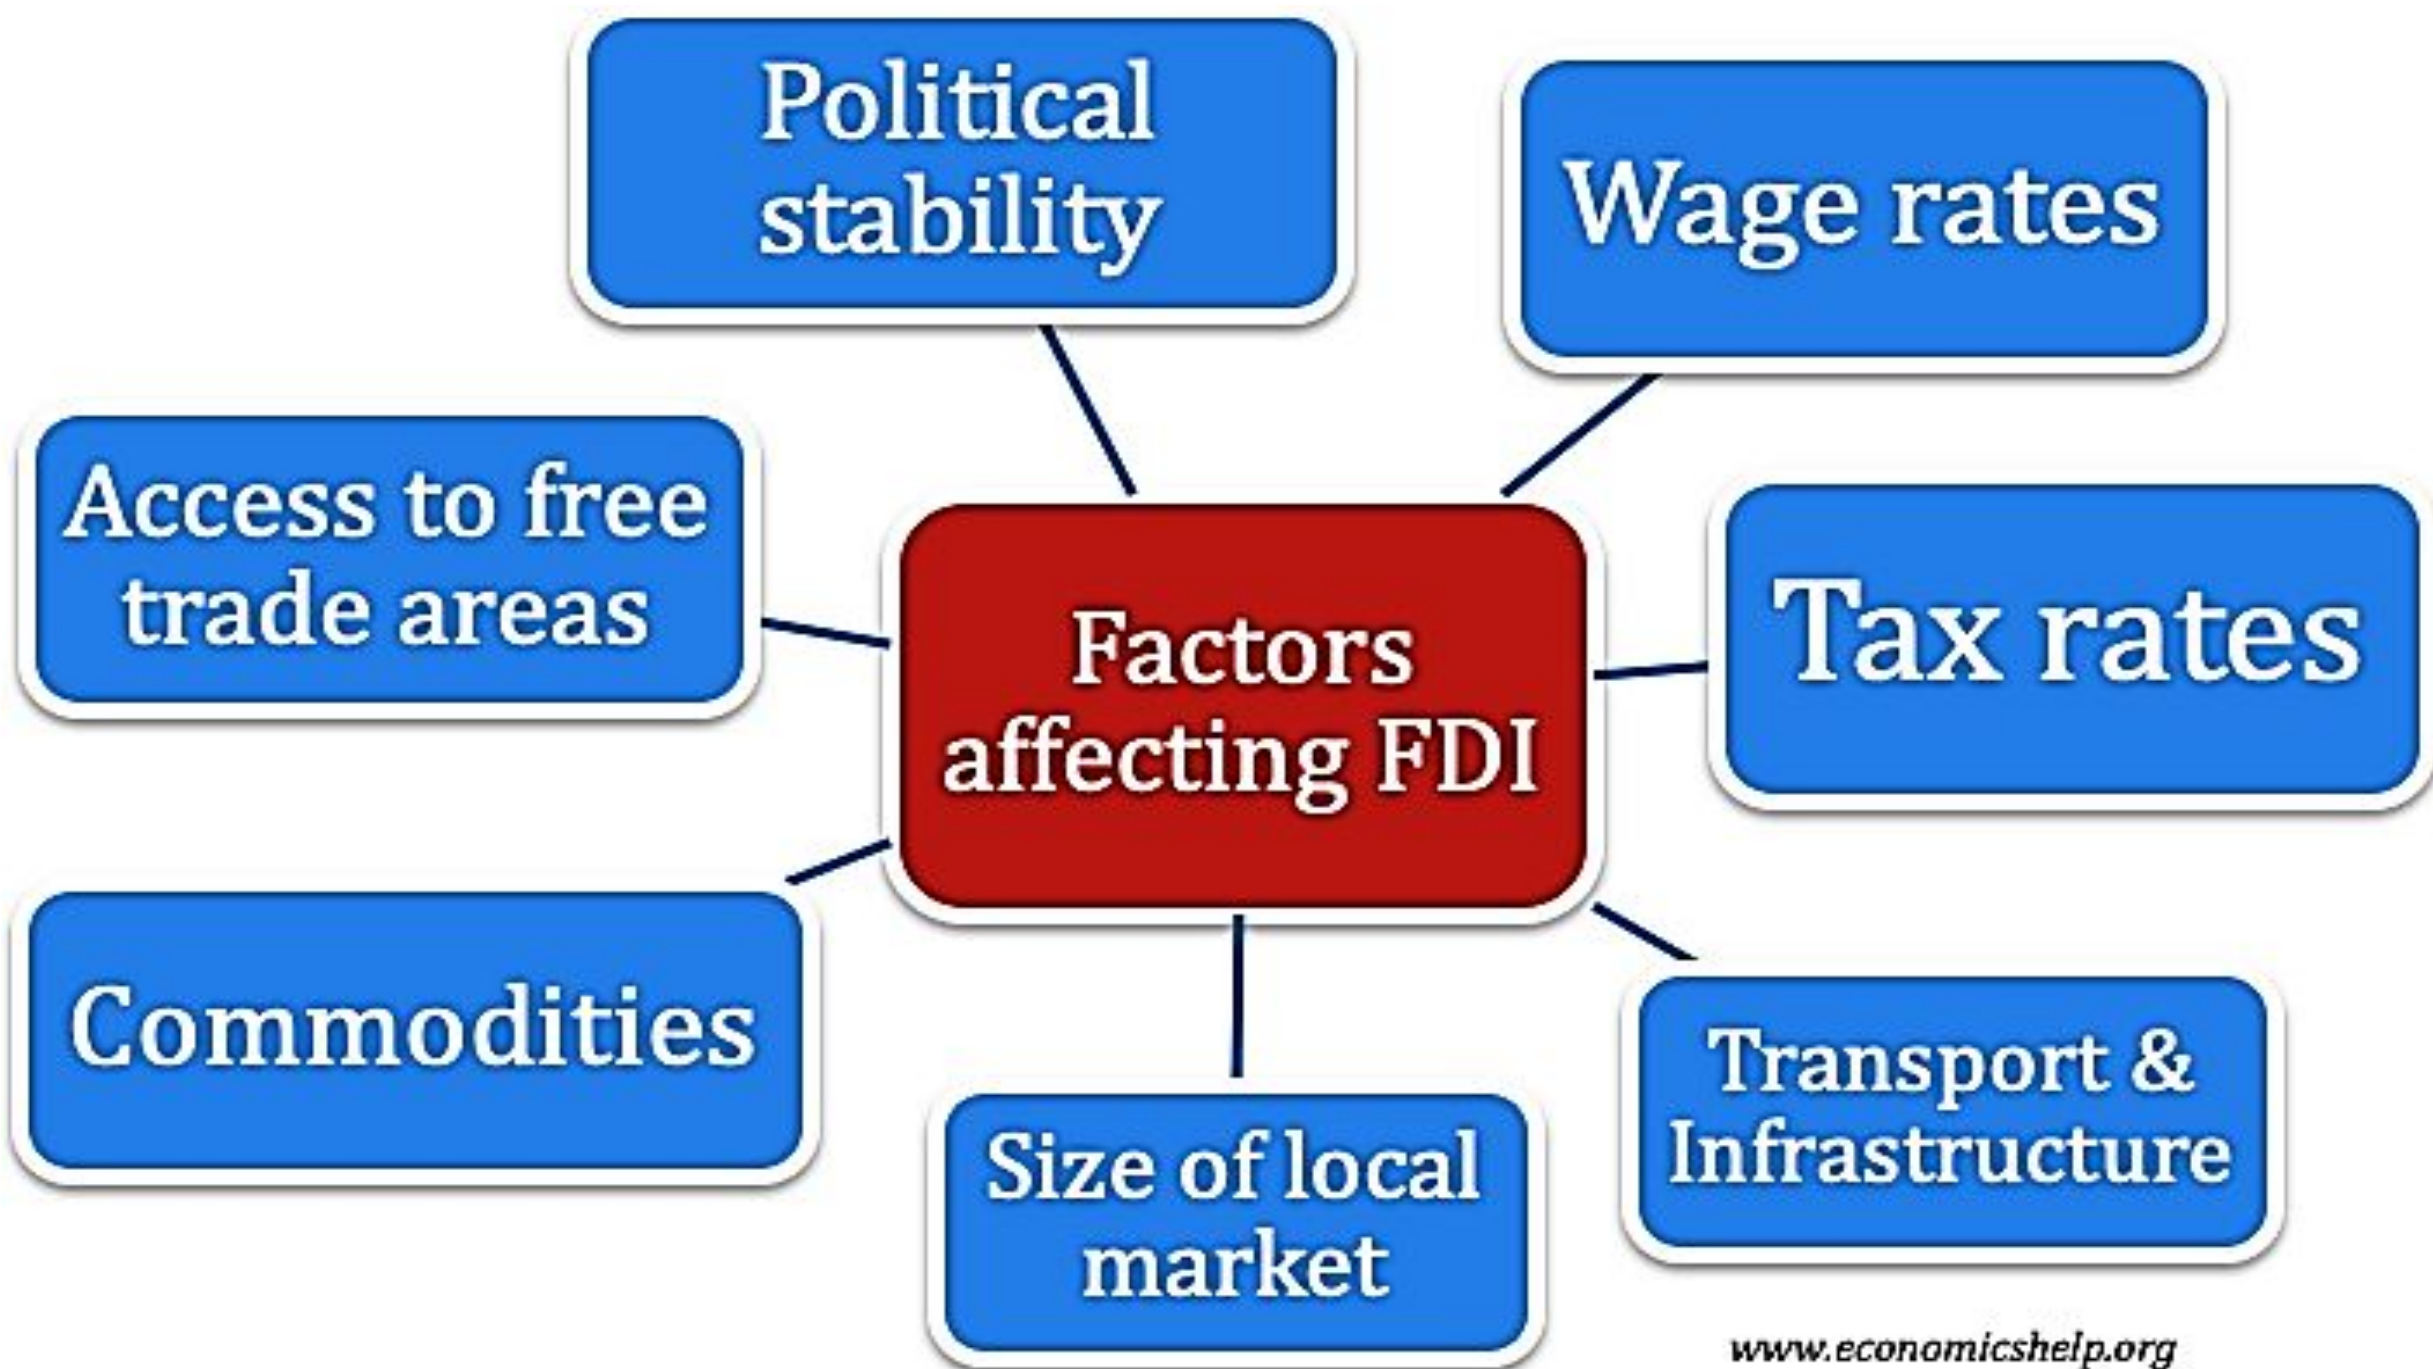 Political
stability
Wage rates
Access to free
trade areas
Tax rates
Factors
affecting FDI
Commodities
Transport &
Infrastructure
Size of local
market
www.economicshelp.org